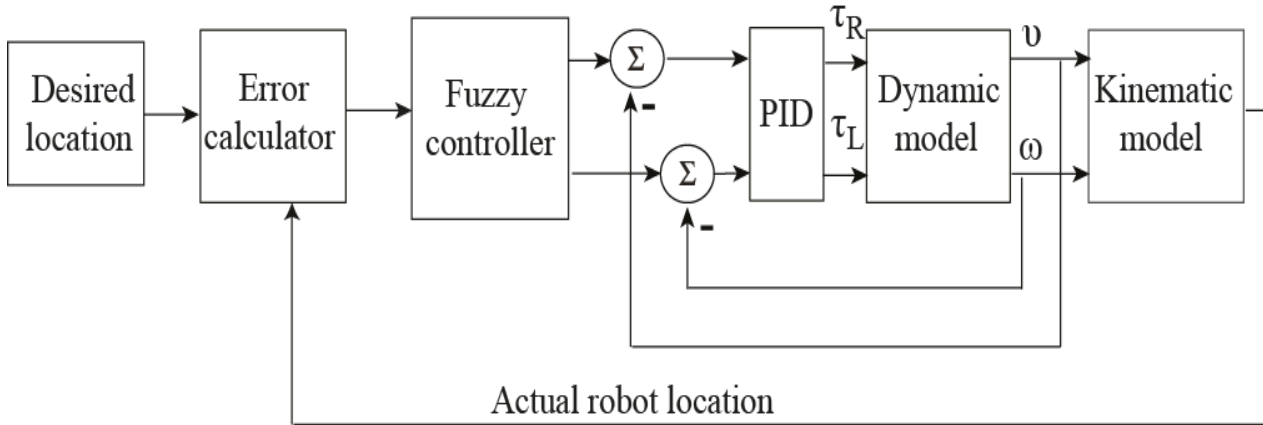 Desired
location
Error
calculator
Fuzzy
controller
Σ
-
Σ
-
PID
τR
τL
Dynamic
model
υ
ω
Kinematic
model
Actual robot location